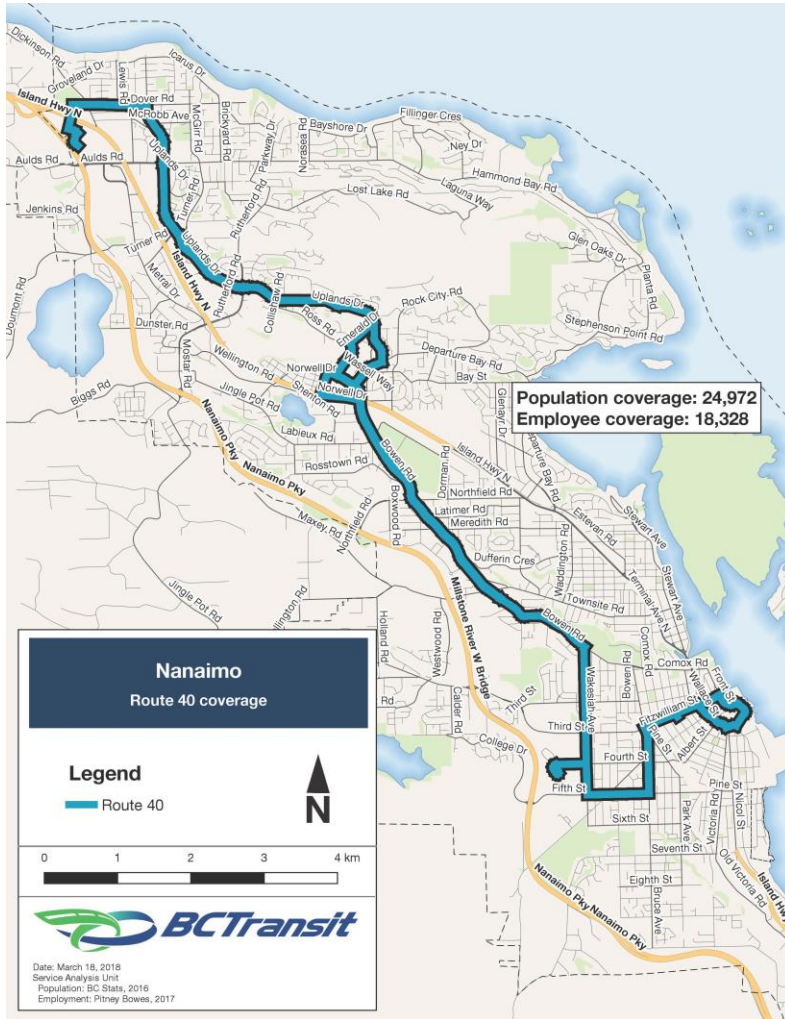 Dickinson Rd
Groveland Dr
Icarus Dr
Lewis Rd
Island Hwy N
Dover Rd
McRobb Ave
McGirr Rd
Brickyard Rd
Parkway Dr
Norasea Rd
Bayshore Dr
Fillinger Cres
Ney Dr
Hammond Bay Rd
Aulds Rd
Aulds Rd
Uplands Dr
Turner Rd
Rutherford Rd
Lost Lake Rd
Laguna Way
Jenkins Rd
Turner Rd
Uplands Dr
Glen Oaks Dr
Planta Rd
Doumont Rd
Metral Dr
Island Hwy N
Rutherford Rd
Collishaw Rd
Uplands Dr
Rock City Rd
Stephenson Point Rd
Dunster Rd
Ross Rd
Emerald Dr
Mostar Rd
Wellington Rd
Wassell Way
Departure Bay Rd
Norwell Dr
Bay St
Biggs Rd
Jingle Pot Rd
Shenton Rd
Norwell Dr
Glenayr Dr
Population coverage: 24,972
Employee coverage: 18,328
Nanaimo Pky
Labieux Rd
Bowen Rd
Dorman Rd
Island Hwy N
Departure Bay Rd
Rosstown Rd
Nanaimo Pky
Boxwood Rd
Northfield Rd
Stewart Ave
Latimer Rd
Meredith Rd
Estevan Rd
Maxey Rd
Northfield Rd
Dufferin Cres
Waddington Rd
Stewart Ave
Jingle Pot Rd
Millstone River W Bridge
Townsite Rd
Terminal Ave N
Holland Rd
Westwood Rd
Bowen Rd
Comox Rd
Comox Rd
Front St
Wakesiah Ave
Bowen Rd
Wallace St
Calder Rd
Third St
Third St
Fitzwilliam St
College Dr
Pine St
Albert St
Fourth St
Fifth St
Pine St
Nicol St
Sixth St
Park Ave
Victoria Rd
Seventh St
Old Victoria Rd
Eighth St
Island Hwy
Nanaimo Pky
Nanaimo Pky
Bruce Ave
Nanaimo
Route 40 coverage
Legend
Route 40
N
0 1 2 3 4 km
BCTransit
Date: March 18, 2018
Service Analysis Unit
Population: BC Stats, 2016
Employment: Pitney Bowes, 2017